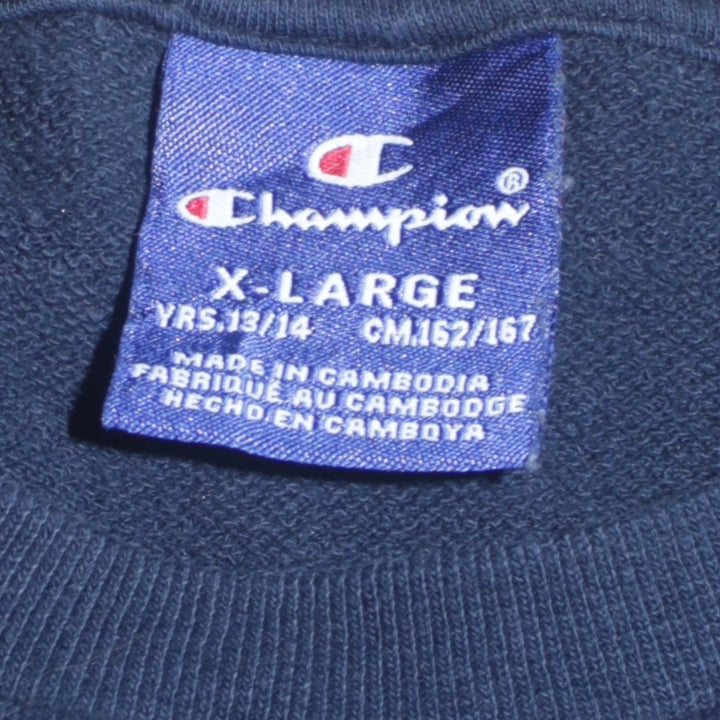 Champion®
X-LARGE
YRS.13/14 CM.162/167
MADE IN CAMBODIA
FABRIQUÉ AU CAMBODGE
HECHO EN CAMBOYA